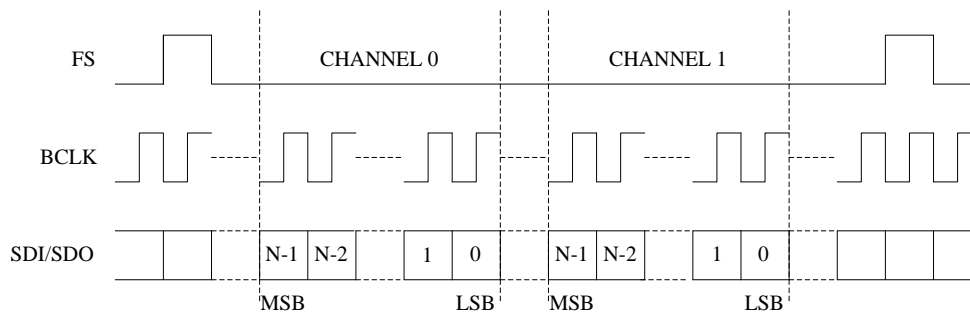 FS CHANNEL 0 CHANNEL 1
BCLK
SDI/SDO N-1 N-2 1 0 N-1 N-2 1 0
MSB LSB MSB LSB